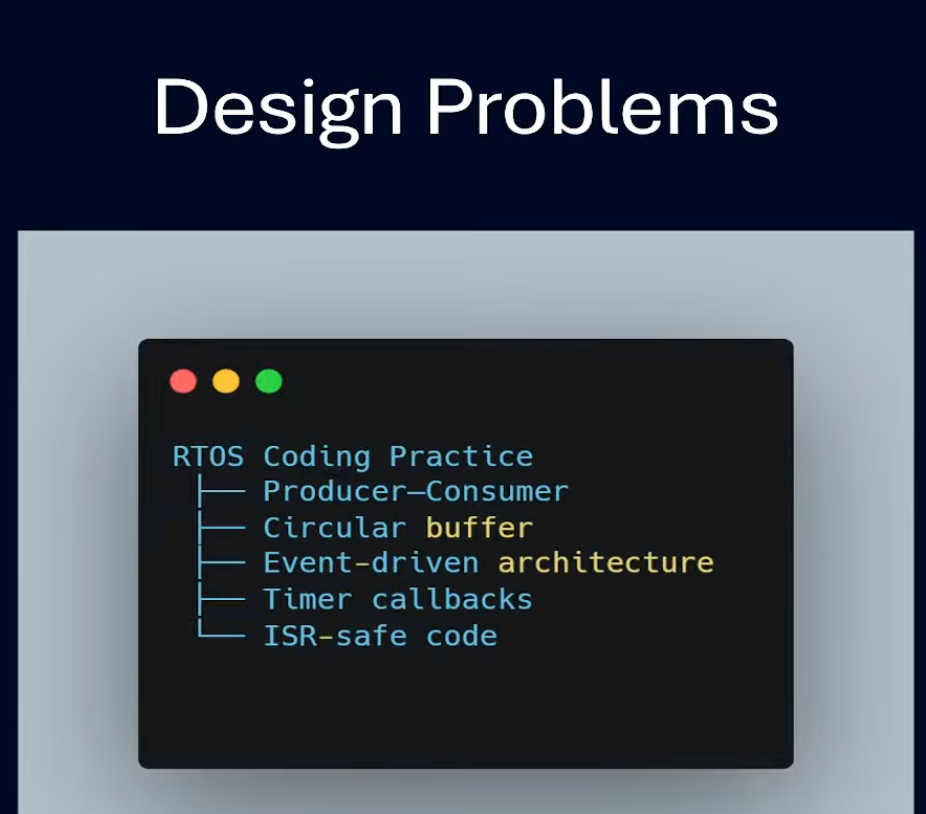 Design Problems
RTOS Coding Practice
├── Producer–Consumer
├── Circular buffer
├── Event-driven architecture
├── Timer callbacks
└── ISR-safe code